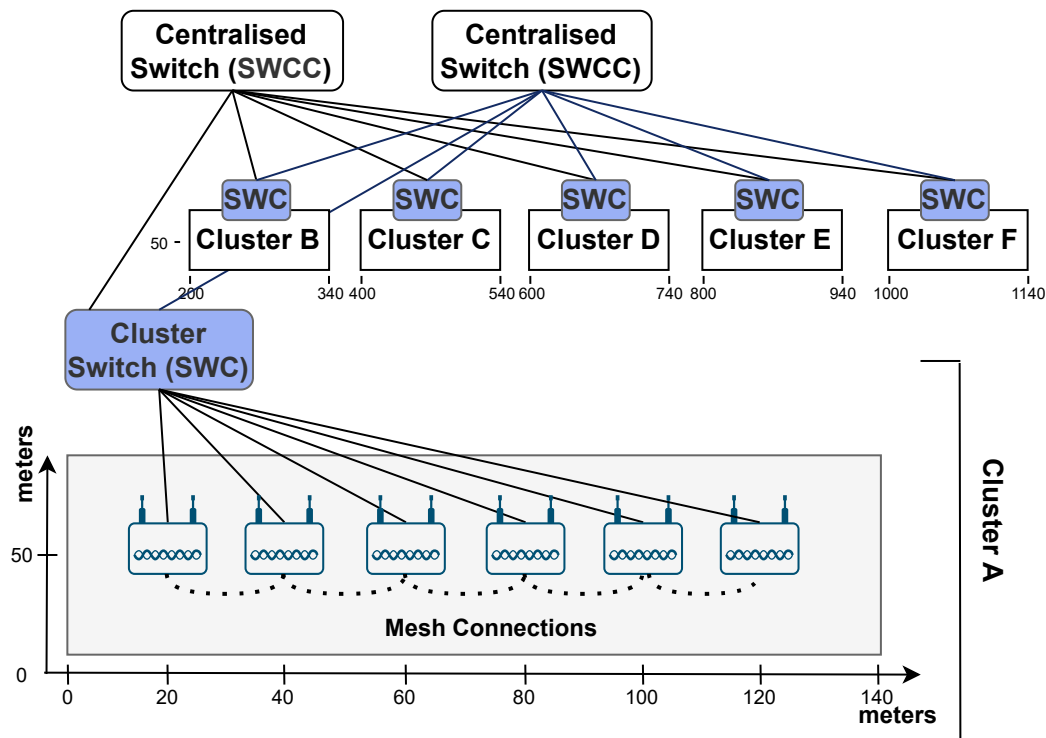 Centralised
Switch (SWCC)
Centralised
Switch (SWCC)
SWC
SWC
SWC
SWC
SWC
50
Cluster B
Cluster C
Cluster D
Cluster E
Cluster F
200
340
400
540
600
740
800
940
1000
1140
Cluster
Switch (SWC)
meters
50
Cluster A
Mesh Connections
0
0
20
40
60
80
100
120
140
meters